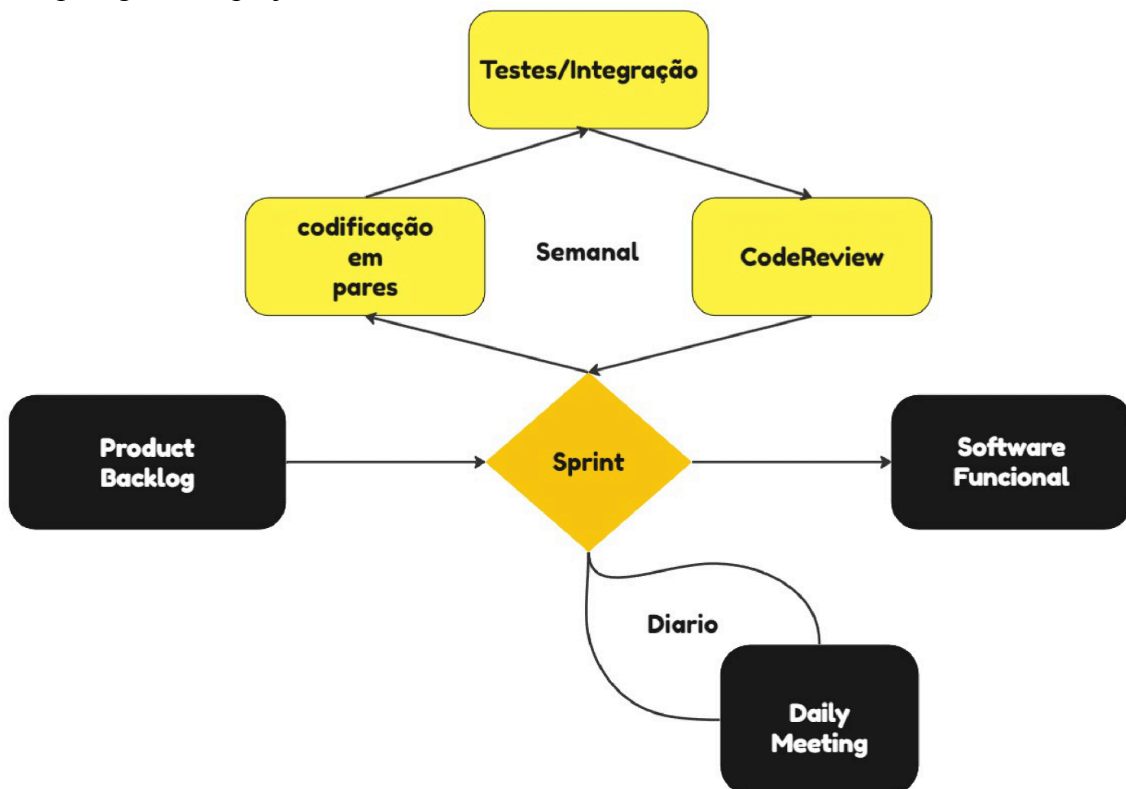 Testes/Integração
codificação
em
pares
Semanal
CodeReview
Product
Backlog
Sprint
Software
Funcional
Diario
Daily
Meeting